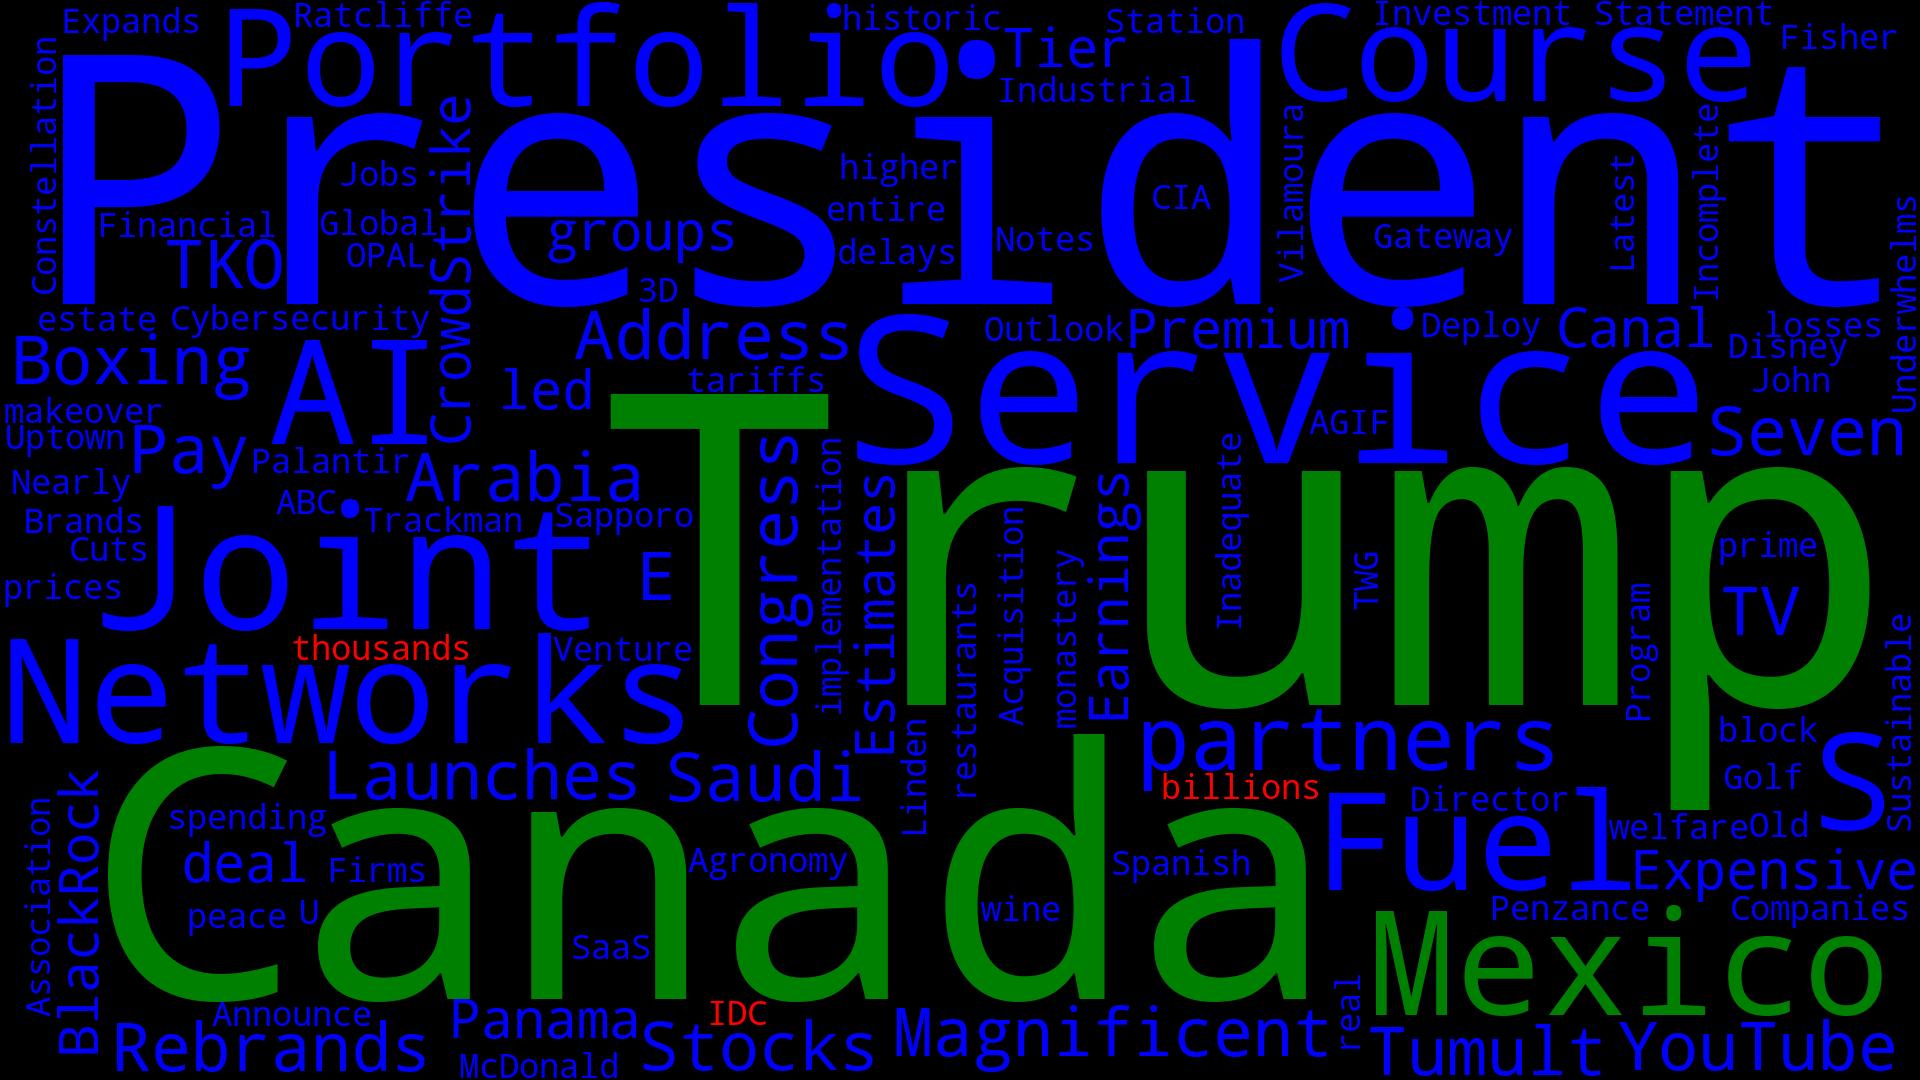 Expands
Ratcliffe
historic
Station
Investment
Statement
Fisher
Portfolio
Tier
Course
Industrial
Constellation
President
CrowdStrike
Jobs
higher
CIA
Vilamoura
Latest
Incomplete
Financial
Global
groups
entire
Notes
Gateway
Underwhelms
TKO
OPAL
delays
3D
estate
Cybersecurity
Address
Outlook
Premium
Deploy
Canal
losses
Disney
Boxing
AI
led
tariffs
Service
John
makeover
Uptown
Pay
AGIF
Seven
Palantir
Arabia
Trump
Nearly
ABC
Congress
implementation
Estimates
Earnings
Inadequate
Brands
Trackman
Sapporo
Acquisition
Cuts
Joint
E
monastery
TWG
prime
prices
restaurants
Program
TV
Sustainable
thousands
Networks
Venture
Linden
partners
block
S
Launches
Saudi
billions
Golf
Association
BlackRock
Canada
spending
Fuel
Director
welfare
Old
deal
Firms
Agronomy
Spanish
Expensive
peace
U
wine
Penzance
Companies
SaaS
Mexico
real
Announce
Panama
IDC
Rebrands
McDonald
Stocks
Magnificent
Tumult
YouTube